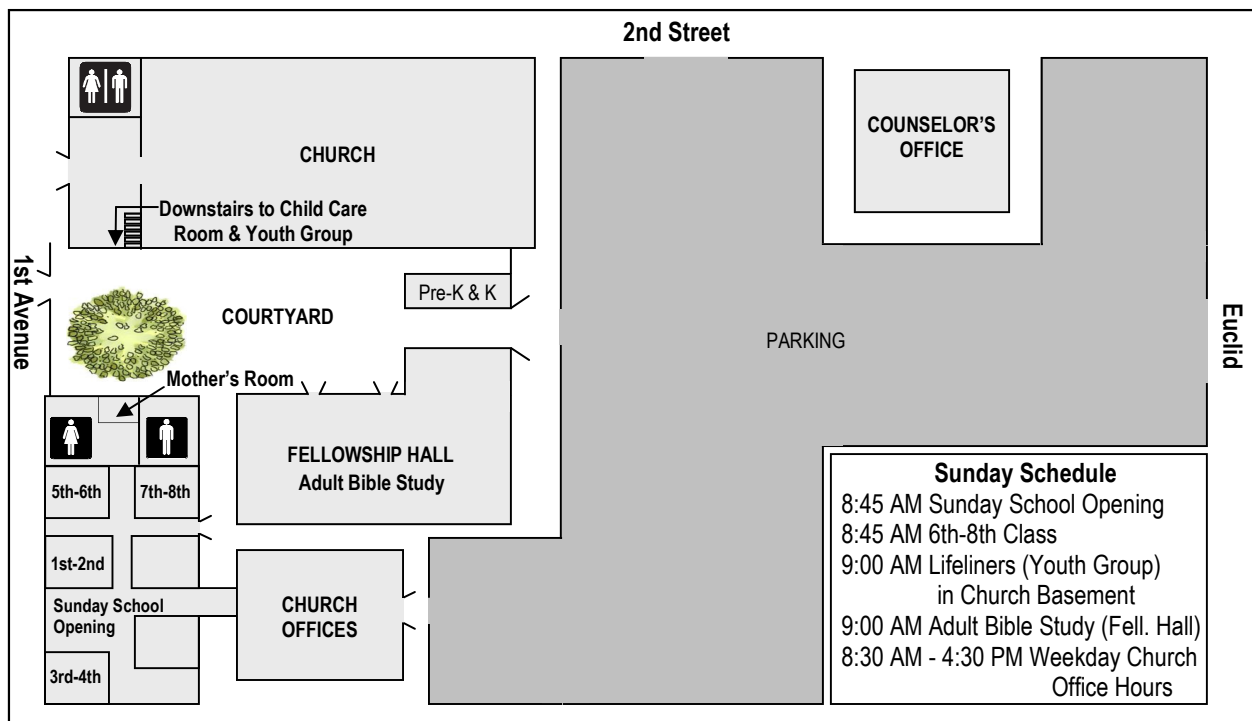 2nd Street
CHURCH
COUNSELOR'S
OFFICE
Downstairs to Child Care
Room & Youth Group
1st Avenue
Pre-K & K
COURTYARD
PARKING
Euclid
Mother's Room
FELLOWSHIP HALL
Adult Bible Study
5th-6th
7th-8th
1st-2nd
Sunday School
Opening
3rd-4th
CHURCH
OFFICES
Sunday Schedule
8:45 AM Sunday School Opening
8:45 AM 6th-8th Class
9:00 AM Lifeliners (Youth Group)
in Church Basement
9:00 AM Adult Bible Study (Fell. Hall)
8:30 AM - 4:30 PM Weekday Church
Office Hours